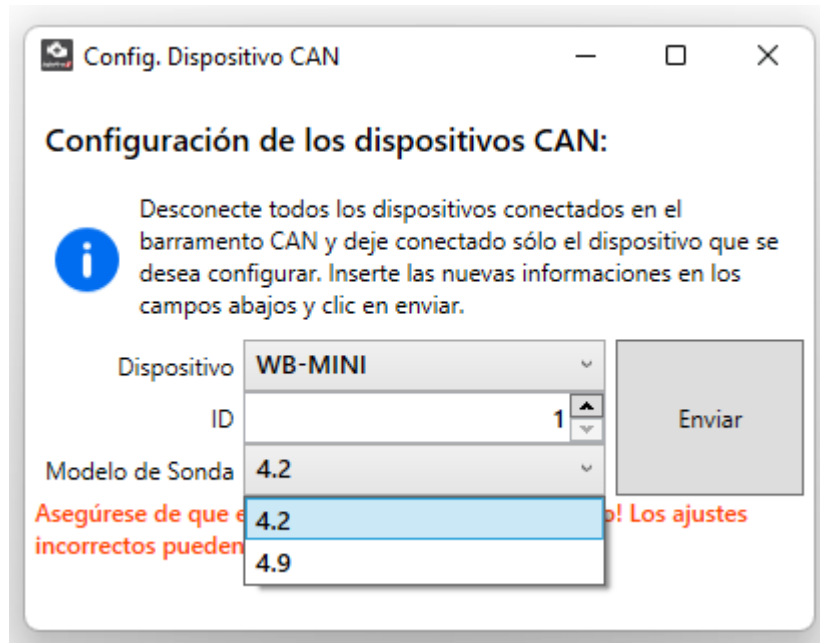 Config. Dispositivo CAN
Configuración de los dispositivos CAN:
Desconecte todos los dispositivos conectados en el
barramento CAN y deje conectado sólo el dispositivo que se
desea configurar. Inserte las nuevas informaciones en los
campos abajos y clic en enviar.
Dispositivo WB-MINI
ID 1
Enviar
Modelo de Sonda 4.2
Asegúrese de que o! Los ajustes
4.2
incorrectos pueden
4.9